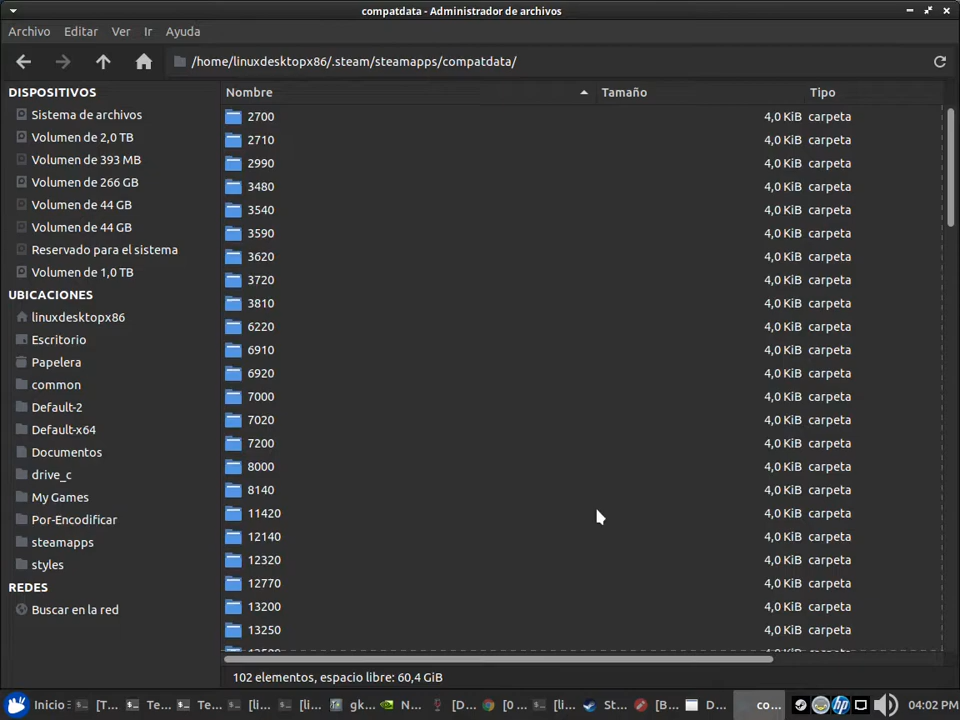 compatdata - Administrador de archivos
Archivo Editar Ver Ir Ayuda
/home/linuxdesktopx86/.steam/steamapps/compatdata/
DISPOSITIVOS
Sistema de archivos
Volumen de 2,0 TB
Volumen de 393 MB
Volumen de 266 GB
Volumen de 44 GB
Volumen de 44 GB
Reservado para el sistema
Volumen de 1,0 TB
UBICACIONES
linuxdesktopx86
Escritorio
Papelera
common
Default-2
Default-x64
Documentos
drive_c
My Games
Por-Encodificar
steamapps
styles
REDES
Buscar en la red
Nombre Tamaño Tipo
2700 4,0 KiB carpeta
2710 4,0 KiB carpeta
2990 4,0 KiB carpeta
3480 4,0 KiB carpeta
3540 4,0 KiB carpeta
3590 4,0 KiB carpeta
3620 4,0 KiB carpeta
3720 4,0 KiB carpeta
3810 4,0 KiB carpeta
6220 4,0 KiB carpeta
6910 4,0 KiB carpeta
6920 4,0 KiB carpeta
7000 4,0 KiB carpeta
7020 4,0 KiB carpeta
7200 4,0 KiB carpeta
8000 4,0 KiB carpeta
8140 4,0 KiB carpeta
11420 4,0 KiB carpeta
12140 4,0 KiB carpeta
12320 4,0 KiB carpeta
12770 4,0 KiB carpeta
13200 4,0 KiB carpeta
13250 4,0 KiB carpeta
102 elementos, espacio libre: 60,4 GiB
Inicio [T... Te... Te... [li... [li... gk... N... [D... [0 ... [li... St... [B... D... co... hp 04:02 PM